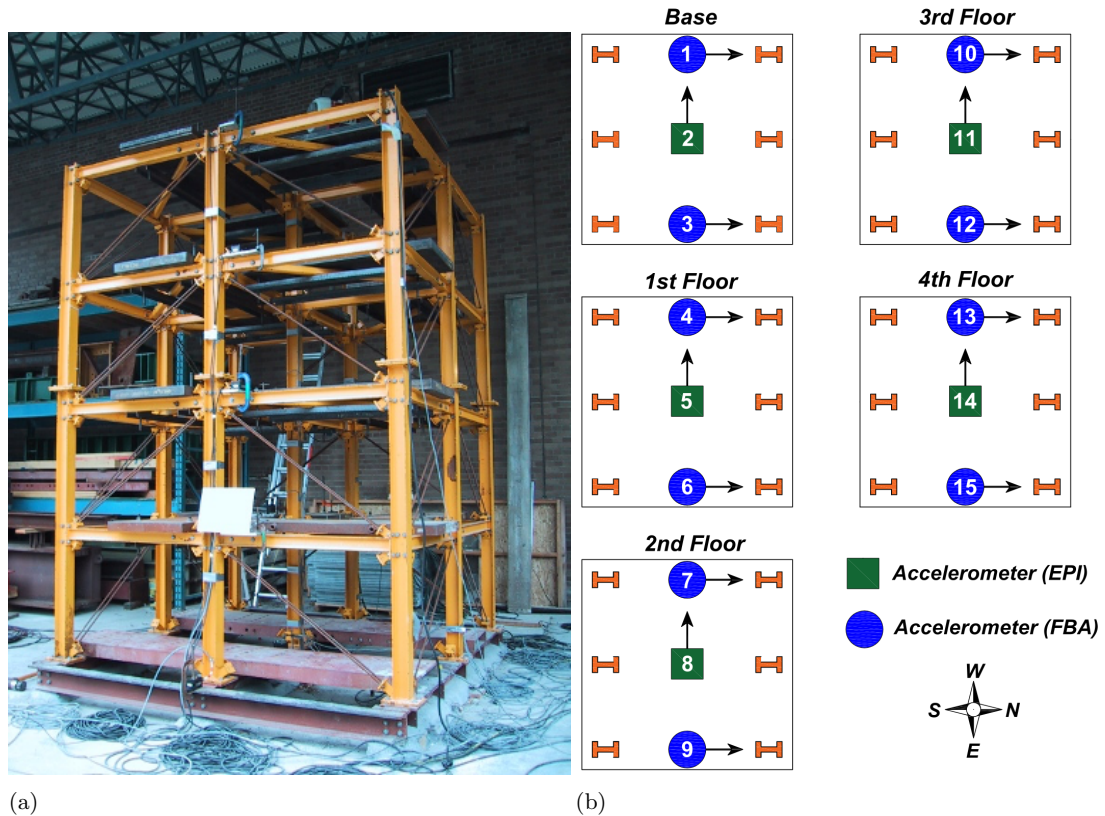 Base
1
2
3
3rd Floor
10
11
12
1st Floor
4
5
6
4th Floor
13
14
15
2nd Floor
7
8
9
Accelerometer (EPI)
Accelerometer (FBA)
W
S N
E
(a) (b)